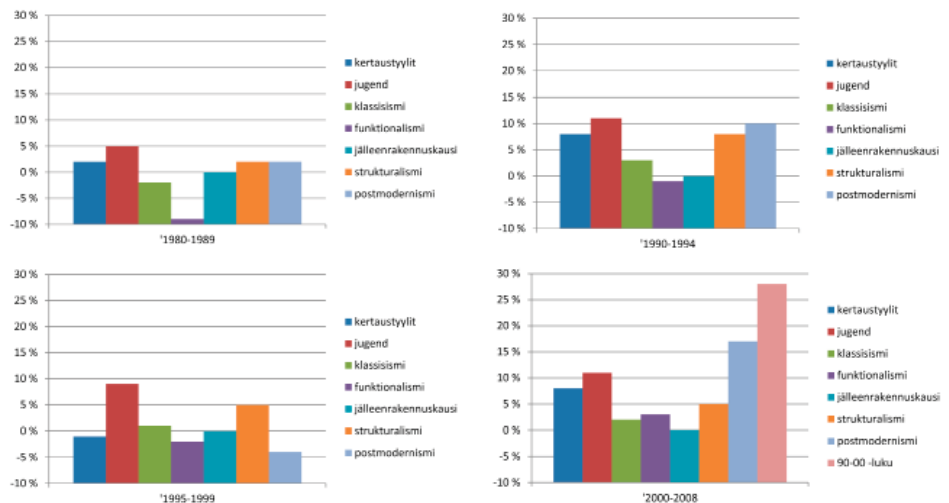 30 %
25 %
20 %
15 %
10 %
5 %
0 %
-5 %
-10 %
'1980-1989
kertaustyylit
jugend
klassisismi
funktionalismi
jälleenrakennuskausi
strukturalismi
postmodernismi
30 %
25 %
20 %
15 %
10 %
5 %
0 %
-5 %
-10 %
'1990-1994
kertaustyylit
jugend
klassisismi
funktionalismi
jälleenrakennuskausi
strukturalismi
postmodernismi
30 %
25 %
20 %
15 %
10 %
5 %
0 %
-5 %
-10 %
'1995-1999
kertaustyylit
jugend
klassisismi
funktionalismi
jälleenrakennuskausi
strukturalismi
postmodernismi
30 %
25 %
20 %
15 %
10 %
5 %
0 %
-5 %
-10 %
'2000-2008
kertaustyylit
jugend
klassisismi
funktionalismi
jälleenrakennuskausi
strukturalismi
postmodernismi
90-00 -luku